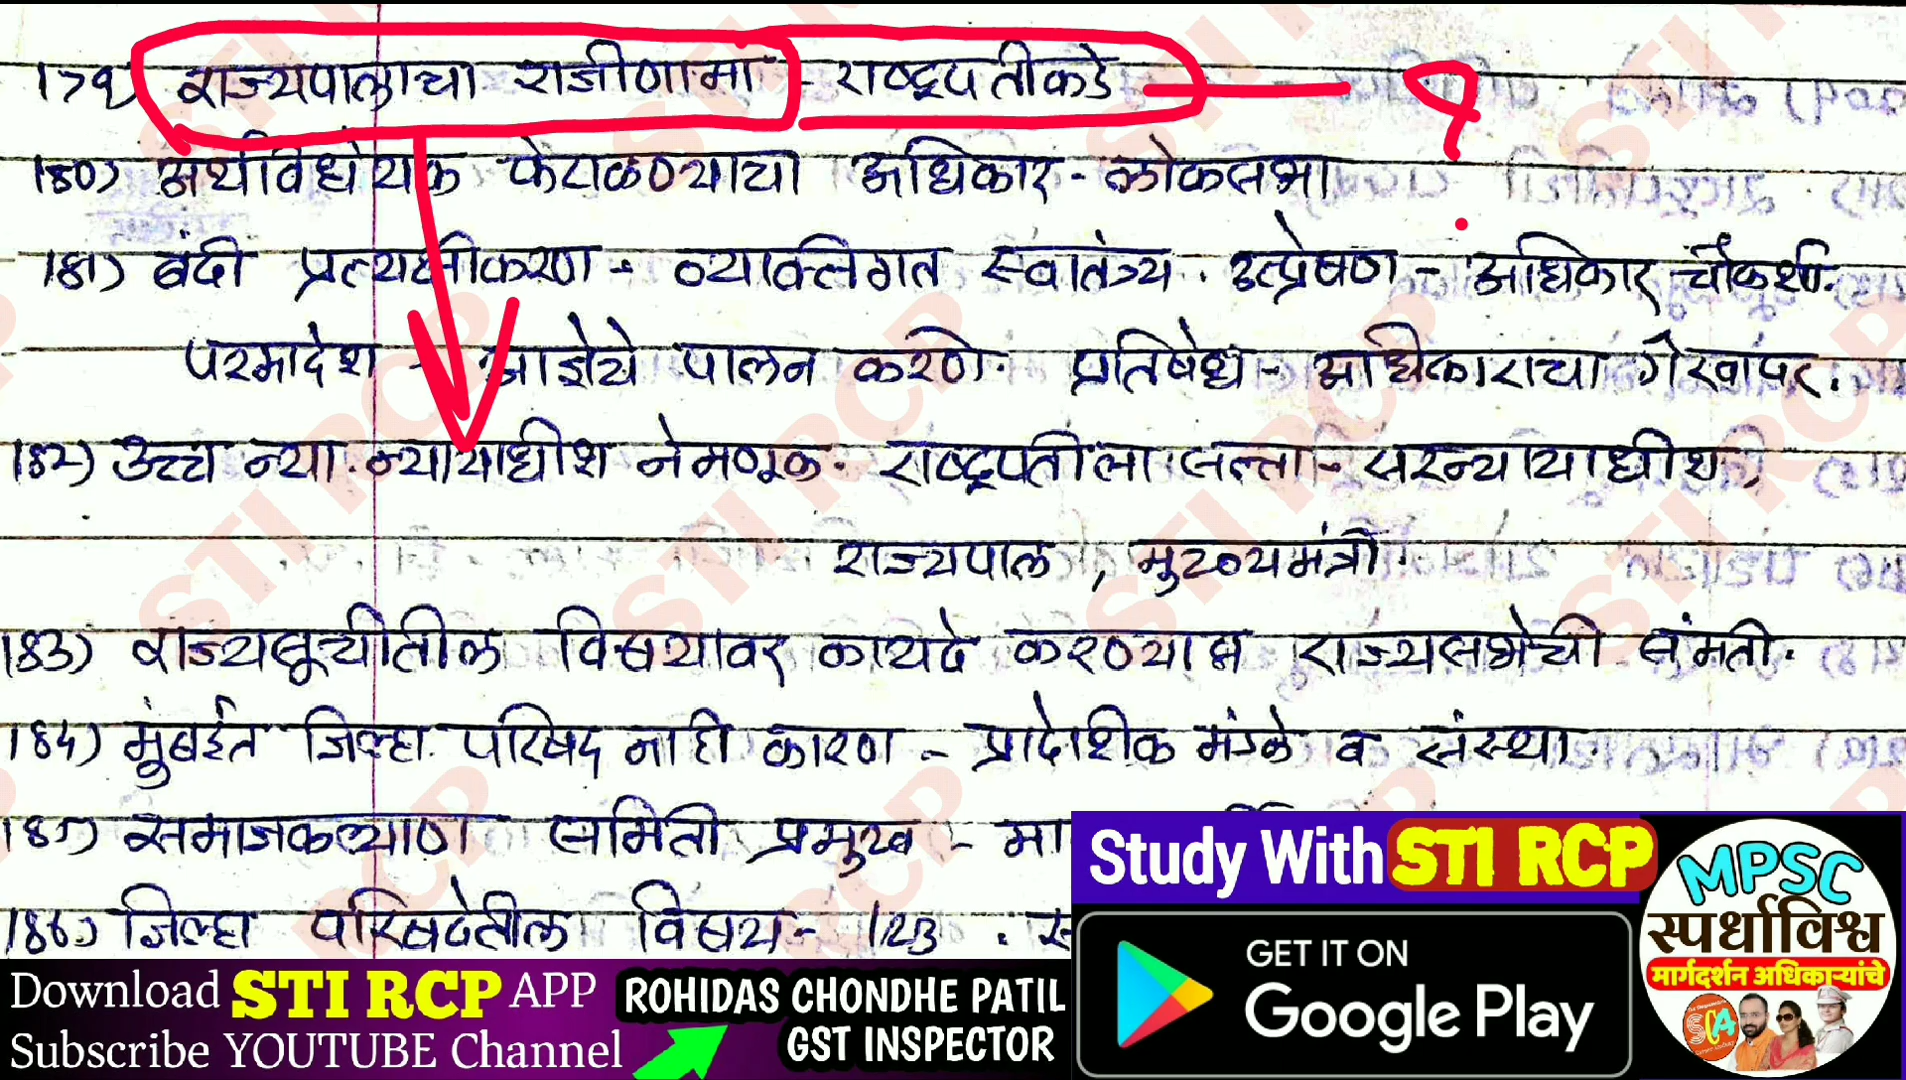 179) राज्यपालाचा राजीणामा - राष्ट्रपतीकडे
180) अर्थविधेयक फेटाळण्याचा अधिकार - लोकसभा
181) बंदी प्रत्यक्षीकरण - व्यक्तिगत स्वातंत्र्य. उत्प्रेषण - अधिकार चौकशी.
परमादेश - आज्ञेचे पालन करणे. प्रतिषेध - अधिकाराचा
182) उच्च न्या. न्यायाधीश नेमणूक. राष्ट्रपतीला सल्ला - सरन्यायाधीश,
राज्यपाल, मुख्यमंत्री.
183) राज्यसूचीतील विषयावर कायदे करण्यास राज्यसभेची संमती.
184) मुंबईत जिल्हा परिषद नाही कारण - प्रादेशीक मंडळे व संस्था.
185) समाजकल्याण समिती प्रमुख - मा
186) जिल्हा परिषदेतील विषय - 123. स
Study With STI RCP
GET IT ON
Google Play
MPSC
स्पर्धाविश्व
मार्गदर्शन अधिकाऱ्यांचे
SCA
Download STI RCP APP
Subscribe YOUTUBE Channel
ROHIDAS CHONDHE PATIL
GST INSPECTOR
STI RCP